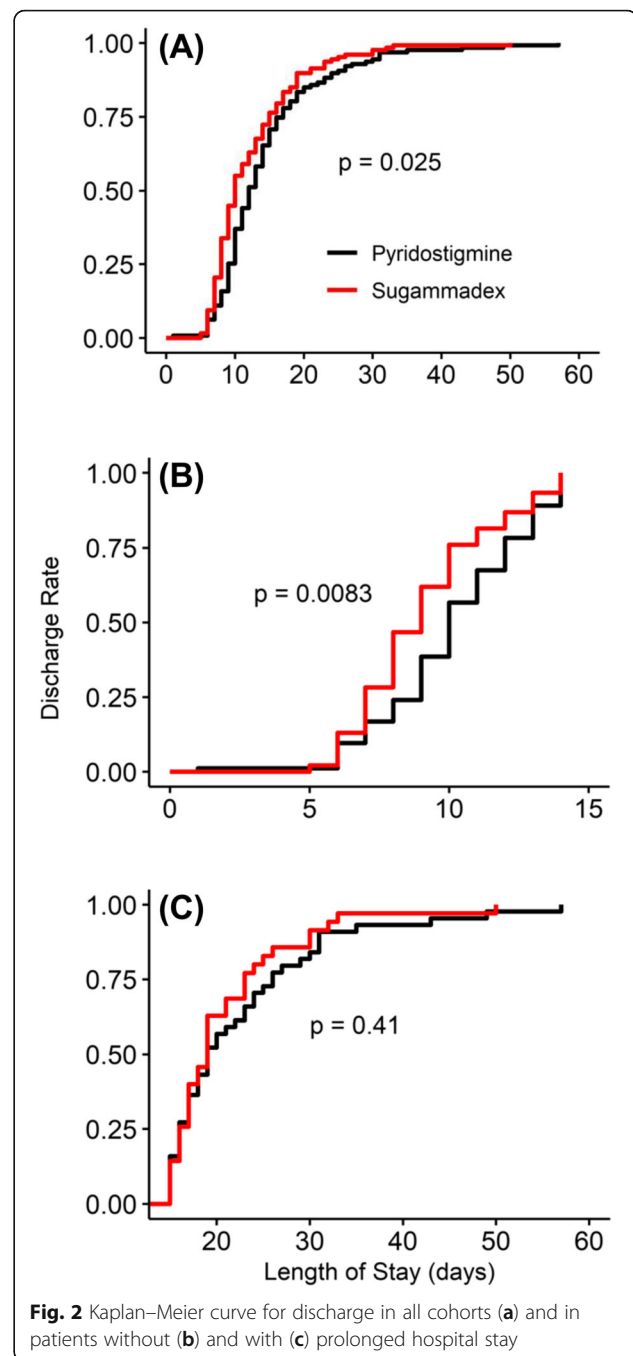 (A)
1.00
0.75
0.50
0.25
0.00
p = 0.025
Pyridostigmine
Sugammadex
0 10 20 30 40 50 60
(B)
1.00
0.75
0.50
0.25
0.00
p = 0.0083
Discharge Rate
0 5 10 15
(C)
1.00
0.75
0.50
0.25
0.00
p = 0.41
20 30 40 50 60
Length of Stay (days)
Fig. 2 Kaplan–Meier curve for discharge in all cohorts (a) and in
patients without (b) and with (c) prolonged hospital stay